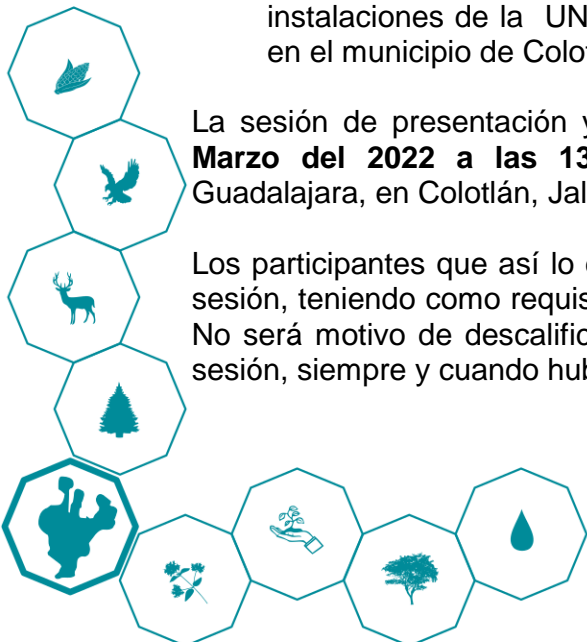 instalaciones de la UN
en el municipio de Colo
La sesión de presentación
Marzo del 2022 a las 13
Guadalajara, en Colotlán, Jal
Los participantes que así lo
sesión, teniendo como requis
No será motivo de descalific
sesión, siempre y cuando hub